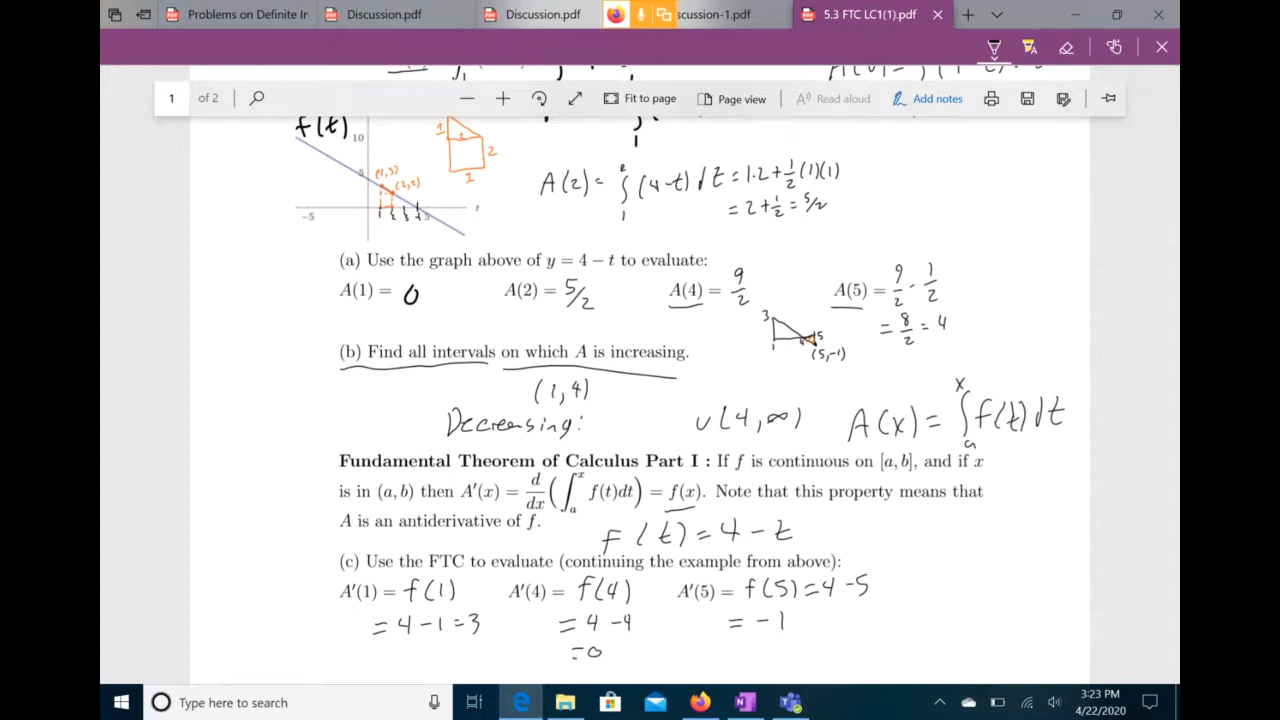 Problems on Definite In
Discussion.pdf
Discussion.pdf
scussion-1.pdf
5.3 FTC LC1(1).pdf
1 of 2
Fit to page
Page view
Read aloud
Add notes
f(t)
10
5
(1,3)
(2,2)
1 2 3 4 5
-5
t
1
1
2
1
A(2) = ∫₁² (4-t) dt = 1·2 + 1/2 (1)(1)
= 2 + 1/2 = 5/2
(a) Use the graph above of y = 4 − t to evaluate:
A(1) = 0 A(2) = 5/2 A(4) = 9/2 A(5) = 9/2 - 1/2
= 8/2 = 4
3
1 4 5
(5,-1)
(b) Find all intervals on which A is increasing.
(1,4)
Decreasing: ∪(4,∞) A(x) = ∫ₐˣ f(t) dt
Fundamental Theorem of Calculus Part I : If f is continuous on [a, b], and if x
is in (a, b) then A′(x) = d/dx (∫ₐˣ f(t)dt) = f(x). Note that this property means that
A is an antiderivative of f.
f(t) = 4 - t
(c) Use the FTC to evaluate (continuing the example from above):
A′(1) = f(1) A′(4) = f(4) A′(5) = f(5) = 4 - 5
= 4 - 1 = 3 = 4 - 4 = -1
= 0
Type here to search
3:23 PM
4/22/2020